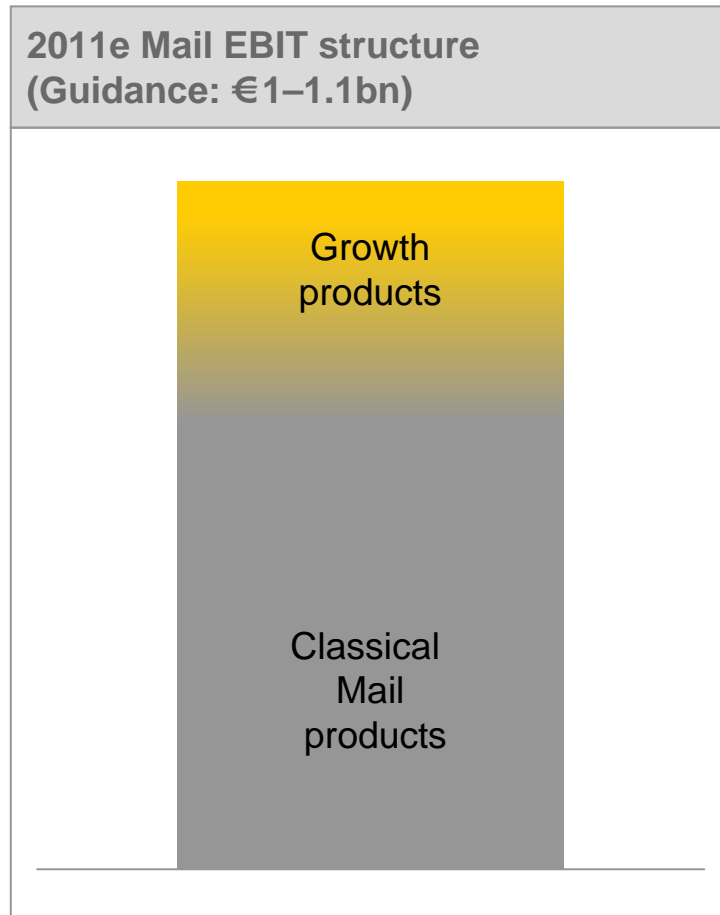 2011e Mail EBIT structure
(Guidance: €1–1.1bn)
Growth
products
Classical
Mail
products